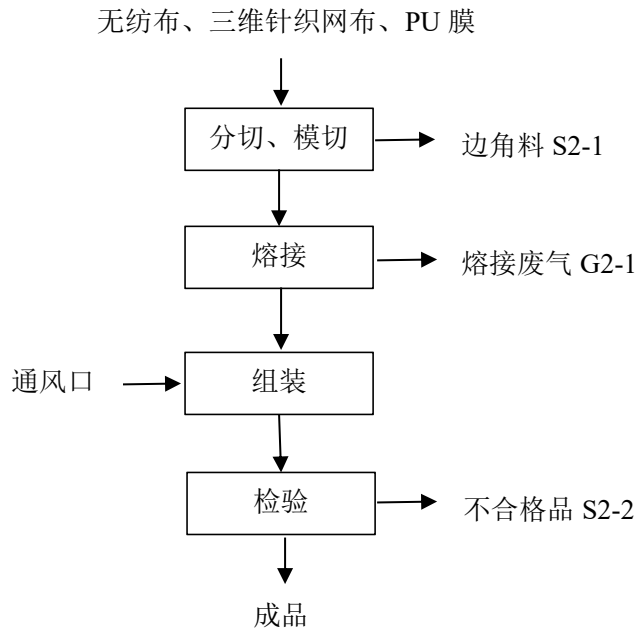 无纺布、三维针织网布、PU 膜
分切、模切
边角料 S2-1
熔接
熔接废气 G2-1
通风口
组装
检验
不合格品 S2-2
成品